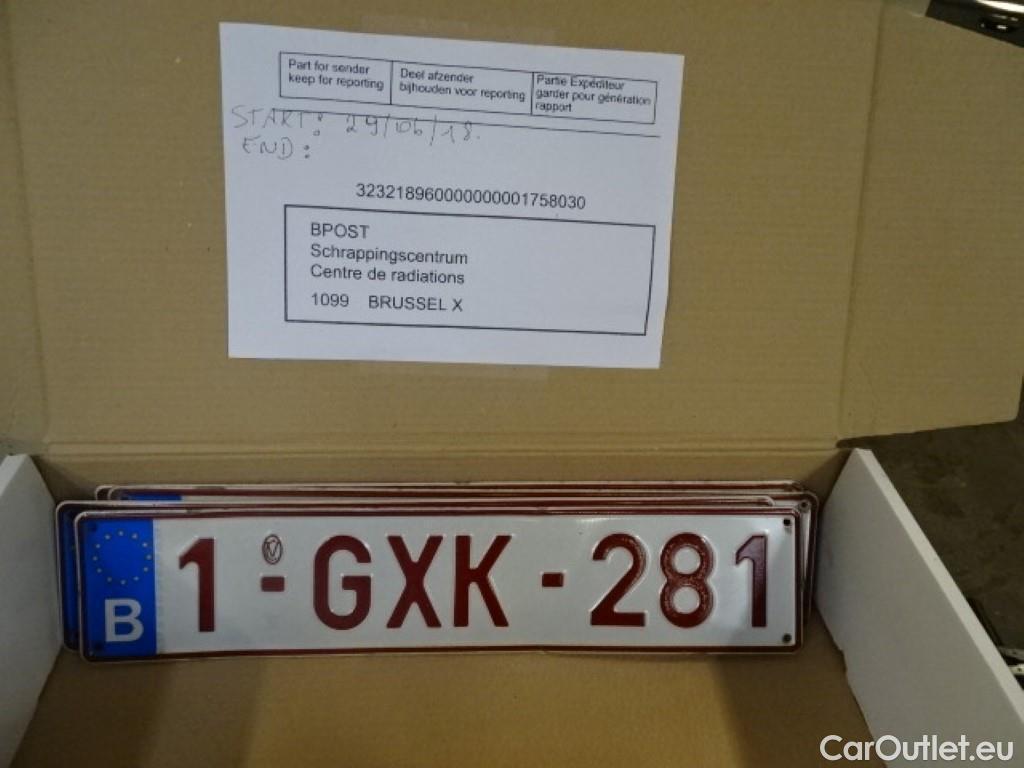 Part for sender
keep for reporting
Deel afzender
bijhouden voor reporting
Partie Expéditeur
garder pour génération
rapport
START: 29/06/18.
END:
323218960000000001758030
BPOST
Schrappingscentrum
Centre de radiations
1099 BRUSSEL X
B 1-GXK-281
CarOutlet.eu